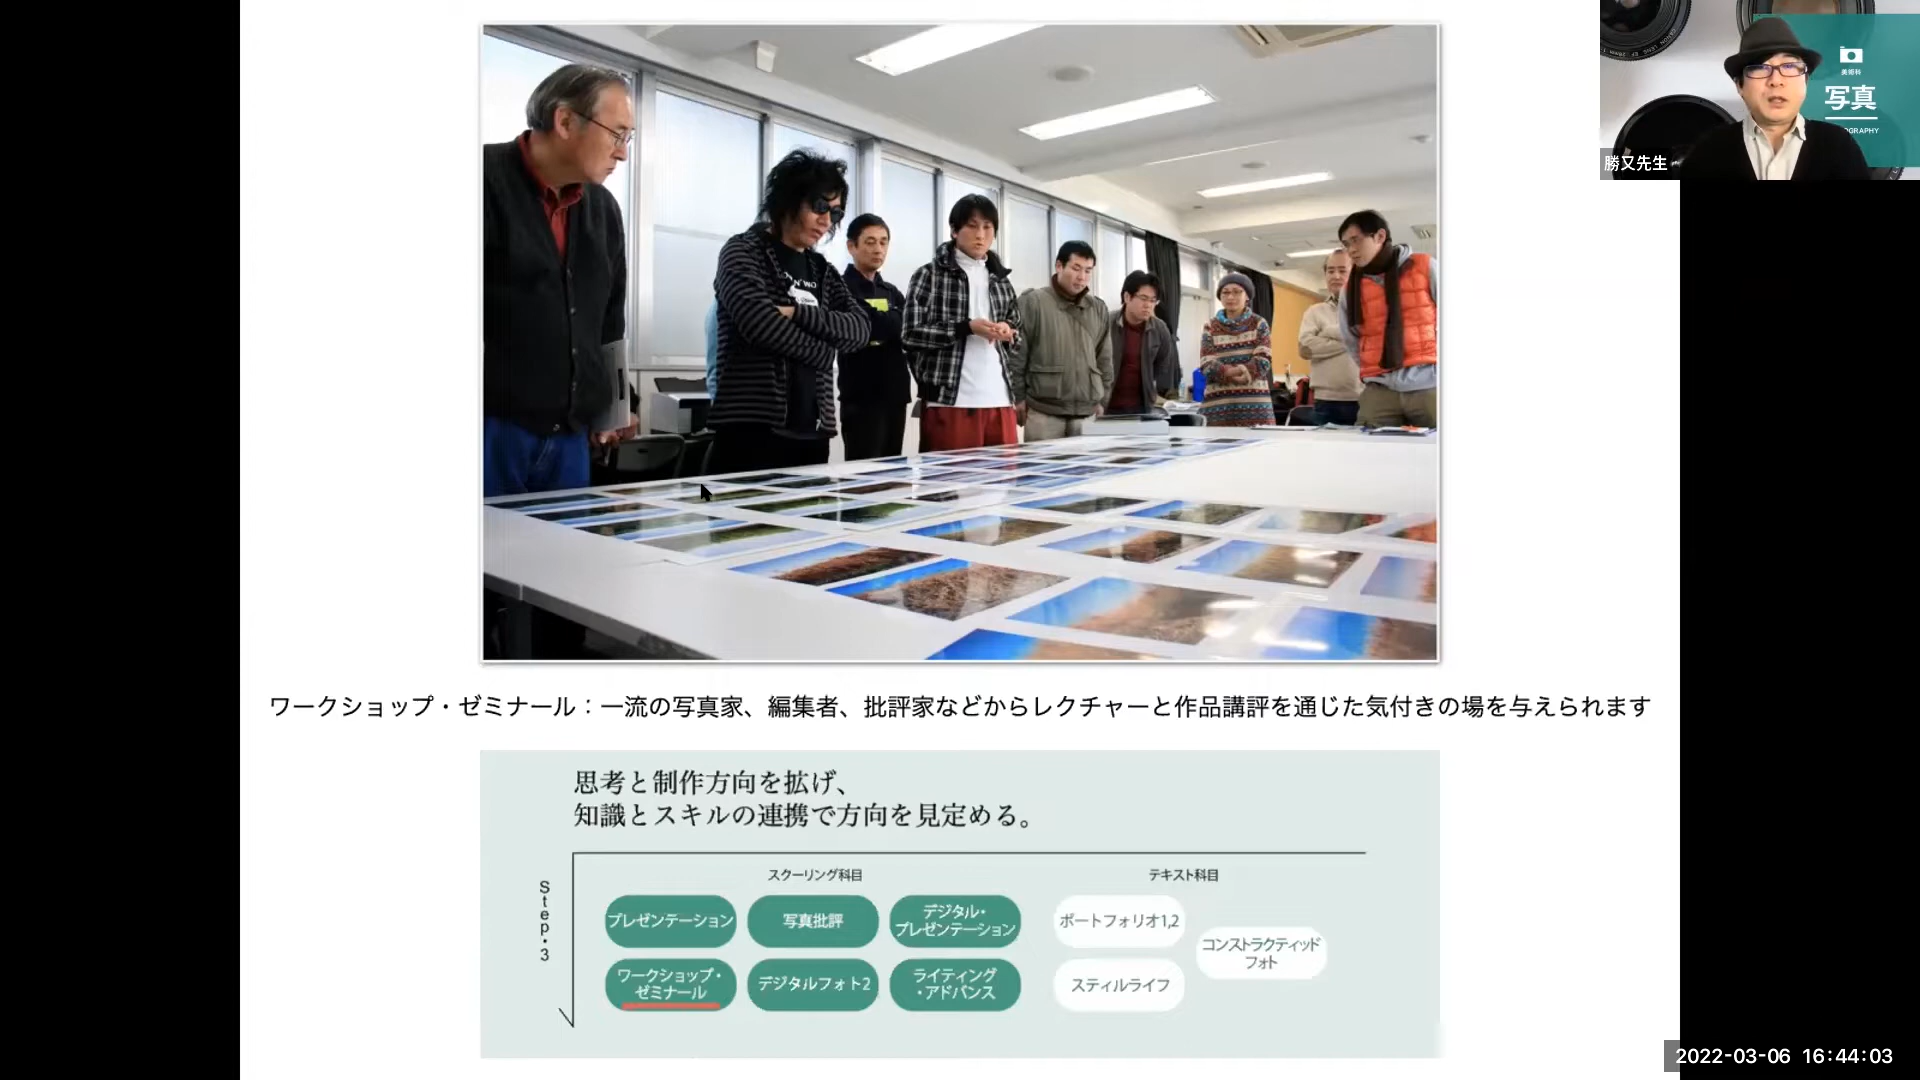 美術科
写真
OGRAPHY
勝又先生
ワークショップ・ゼミナール：一流の写真家、編集者、批評家などからレクチャーと作品講評を通じた気付きの場を与えられます
思考と制作方向を拡げ、
知識とスキルの連携で方向を見定める。
Step・3
スクーリング科目
テキスト科目
プレゼンテーション
写真批評
デジタル・
プレゼンテーション
ポートフォリオ1,2
コンストラクティッド
フォト
ワークショップ・
ゼミナール
デジタルフォト2
ライティング
・アドバンス
スティルライフ
2022-03-06 16:44:03